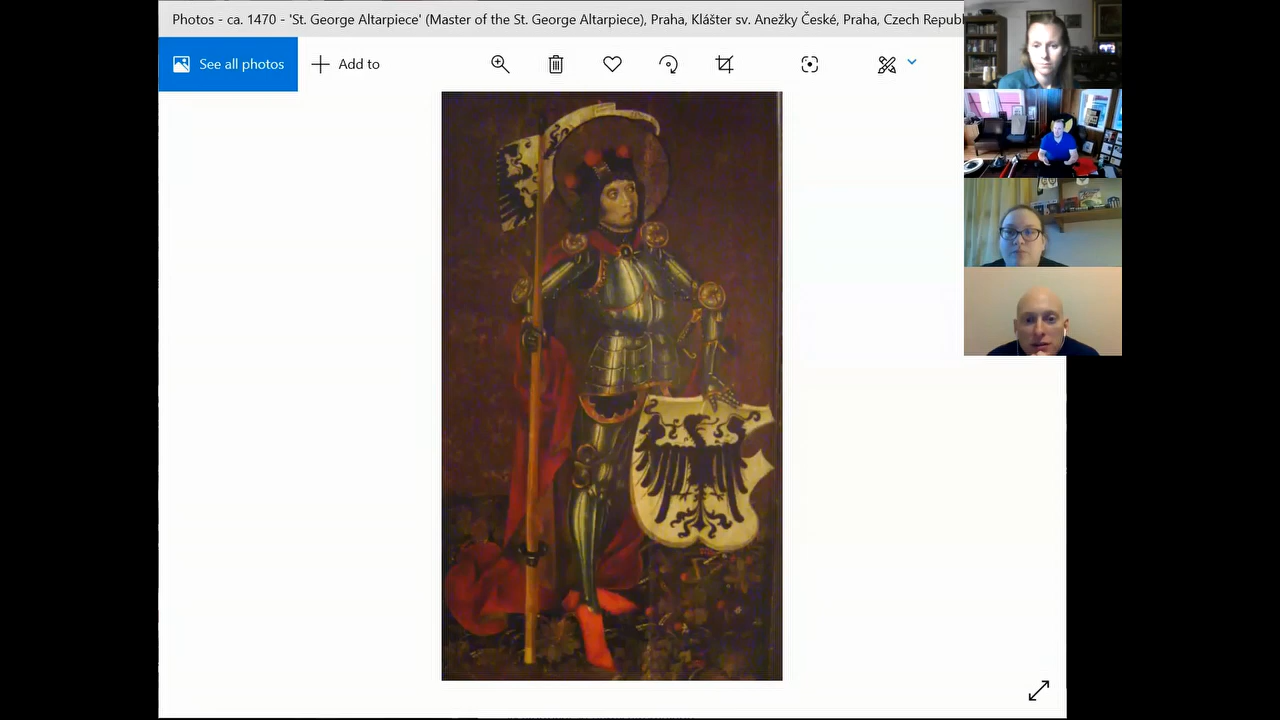 Photos - ca. 1470 - 'St. George Altarpiece' (Master of the St. George Altarpiece), Praha, Klášter sv. Anežky České, Praha, Czech
See all photos
Add to